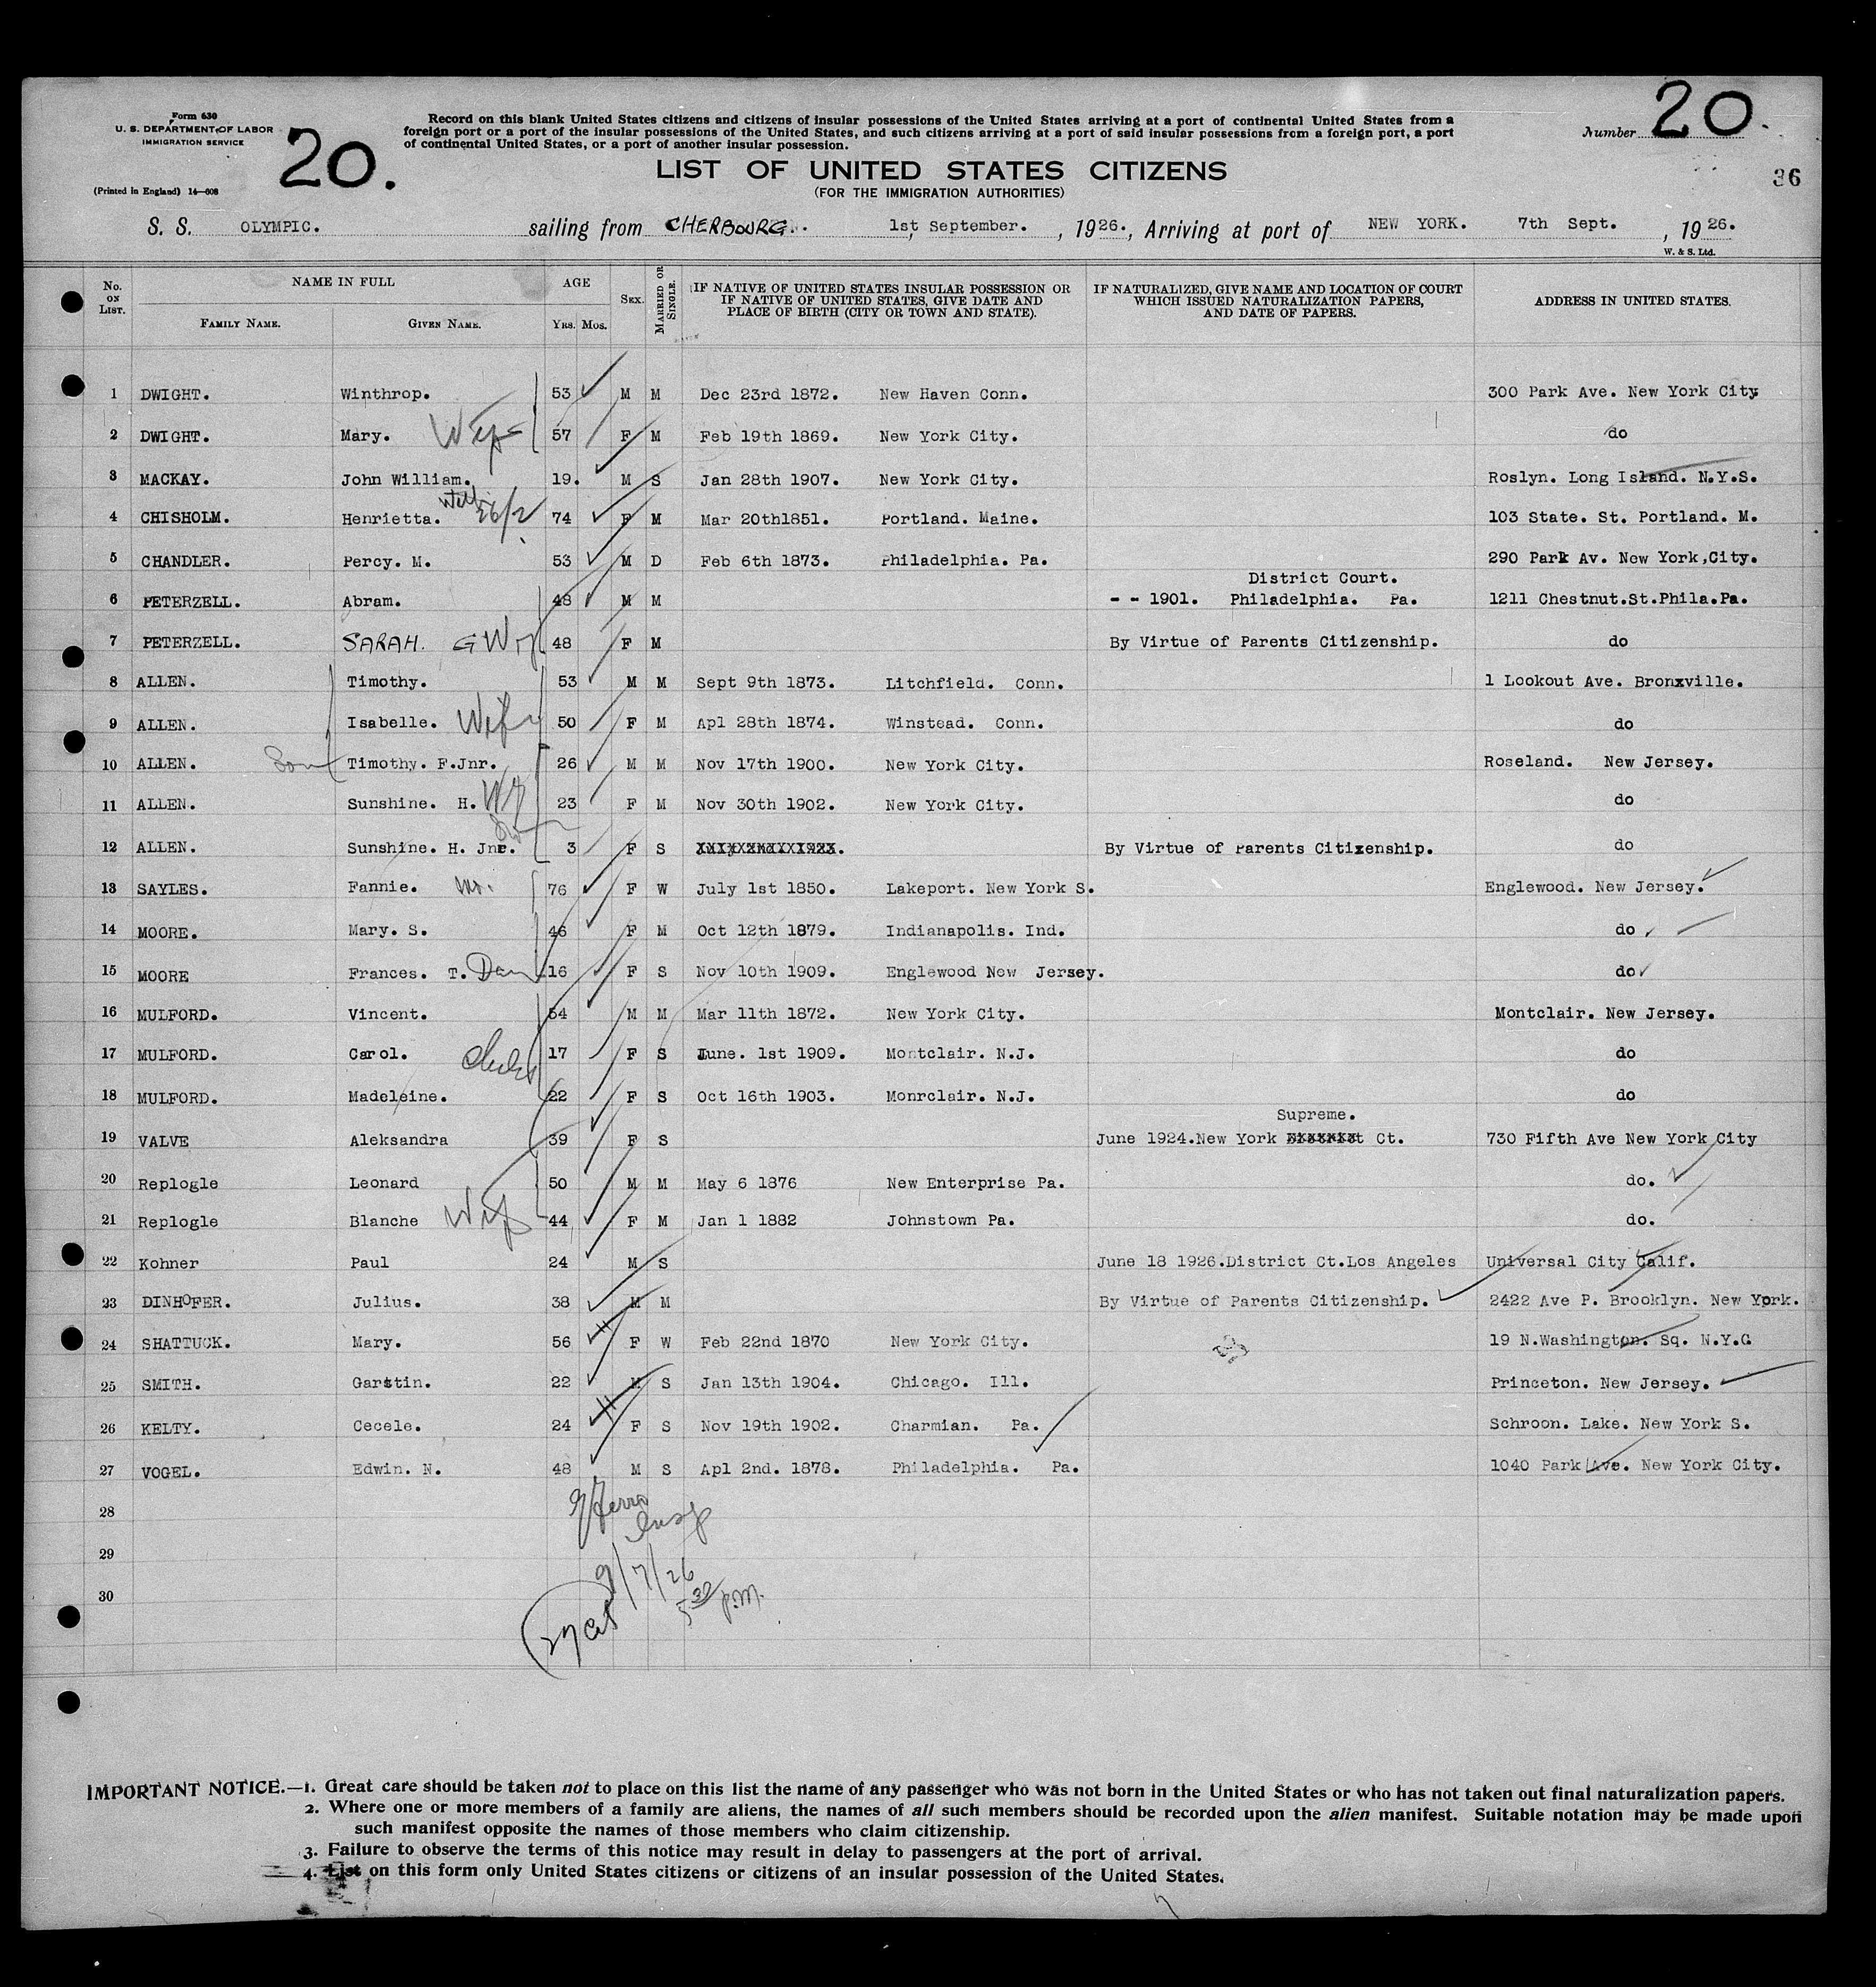 Form 630
U. S. DEPARTMENT OF LABOR
IMMIGRATION SERVICE
(Printed in England) 14—608
20.
Record on this blank United States citizens and citizens of insular possessions of the United States arriving at a port of continental United States from a
foreign port or a port of the insular possessions of the United States, and such citizens arriving at a port of said insular possessions from a foreign port, a port
of continental United States, or a port of another insular possession.
Number 20.
36
LIST OF UNITED STATES CITIZENS
(FOR THE IMMIGRATION AUTHORITIES)
S. S. OLYMPIC. sailing from CHERBOURG. 1st September. , 1926., Arriving at port of NEW YORK. 7th Sept. , 1926.
W. & S. Ltd.
No. on List. NAME IN FULL AGE Sex. Married or Single. IF NATIVE OF UNITED STATES INSULAR POSSESSION OR IF NATIVE OF UNITED STATES, GIVE DATE AND PLACE OF BIRTH (CITY OR TOWN AND STATE). IF NATURALIZED, GIVE NAME AND LOCATION OF COURT WHICH ISSUED NATURALIZATION PAPERS, AND DATE OF PAPERS. ADDRESS IN UNITED STATES.
Family Name. Given Name. Yrs. Mos.
1 DWIGHT. Winthrop. 53 M M Dec 23rd 1872. New Haven Conn. 300 Park Ave. New York City
2 DWIGHT. Mary. Wife 57 F M Feb 19th 1869. New York City. do
3 MACKAY. John William. 19. M S Jan 28th 1907. New York City. Roslyn. Long Island. N.Y.S.
4 CHISHOLM. Henrietta. 74 F M Mar 20th1851. Portland. Maine. 103 State. St. Portland. M.
5 CHANDLER. Percy. M. 53 M D Feb 6th 1873. Philadelphia. Pa. 290 Park Av. New York,City.
District Court.
6 PETERZELL. Abram. 48 M M - - 1901. Philadelphia. Pa. 1211 Chestnut.St.Phila.Pa.
7 PETERZELL. SARAH. G Wif 48 F M By Virtue of Parents Citizenship. do
8 ALLEN. Timothy. 53 M M Sept 9th 1873. Litchfield. Conn. 1 Lookout Ave. Bronxville.
9 ALLEN. Isabelle. Wife 50 F M Apl 28th 1874. Winstead. Conn. do
10 ALLEN. Son Timothy. F.Jnr. 26 M M Nov 17th 1900. New York City. Roseland. New Jersey.
11 ALLEN. Sunshine. H. Wf 23 F M Nov 30th 1902. New York City. do
12 ALLEN. Sunshine. H. Jnr. 3 F S By Virtue of Parents Citizenship. do
13 SAYLES. Fannie. 76 F W July 1st 1850. Lakeport. New York S. Englewood. New Jersey.
14 MOORE. Mary. S. 46 F M Oct 12th 1879. Indianapolis. Ind. do
15 MOORE Frances. T. Dau 16 F S Nov 10th 1909. Englewood New Jersey. do
16 MULFORD. Vincent. 54 M M Mar 11th 1872. New York City. Montclair. New Jersey.
17 MULFORD. Carol. 17 F S June. 1st 1909. Montclair. N.J. do
18 MULFORD. Madeleine. 22 F S Oct 16th 1903. Monrclair. N.J. do
Supreme.
19 VALVE Aleksandra 39 F S June 1924.New York Ct. 730 Fifth Ave New York City
20 Replogle Leonard 50 M M May 6 1876 New Enterprise Pa. do.
21 Replogle Blanche Wif 44 F M Jan 1 1882 Johnstown Pa. do.
22 Kohner Paul 24 M S June 18 1926.District Ct.Los Angeles Universal City Calif.
23 DINHOFER. Julius. 38 M M By Virtue of Parents Citizenship. 2422 Ave P. Brooklyn. New York.
24 SHATTUCK. Mary. 56 F W Feb 22nd 1870 New York City. 19 N.Washington. Sq. N.Y.C
25 SMITH. Garstin. 22 M S Jan 13th 1904. Chicago. Ill. Princeton. New Jersey.
26 KELTY. Cecele. 24 F S Nov 19th 1902. Charmian. Pa. Schroon. Lake. New York S.
27 VOGEL. Edwin. N. 48 M S Apl 2nd. 1878. Philadelphia. Pa. 1040 Park Ave. New York City.
28
29
30
Insp
9/7/26
5 30 P.M.
IMPORTANT NOTICE.—1. Great care should be taken not to place on this list the name of any passenger who was not born in the United States or who has not taken out final naturalization papers.
2. Where one or more members of a family are aliens, the names of all such members should be recorded upon the alien manifest. Suitable notation may be made upon
such manifest opposite the names of those members who claim citizenship.
3. Failure to observe the terms of this notice may result in delay to passengers at the port of arrival.
4. List on this form only United States citizens or citizens of an insular possession of the United States.